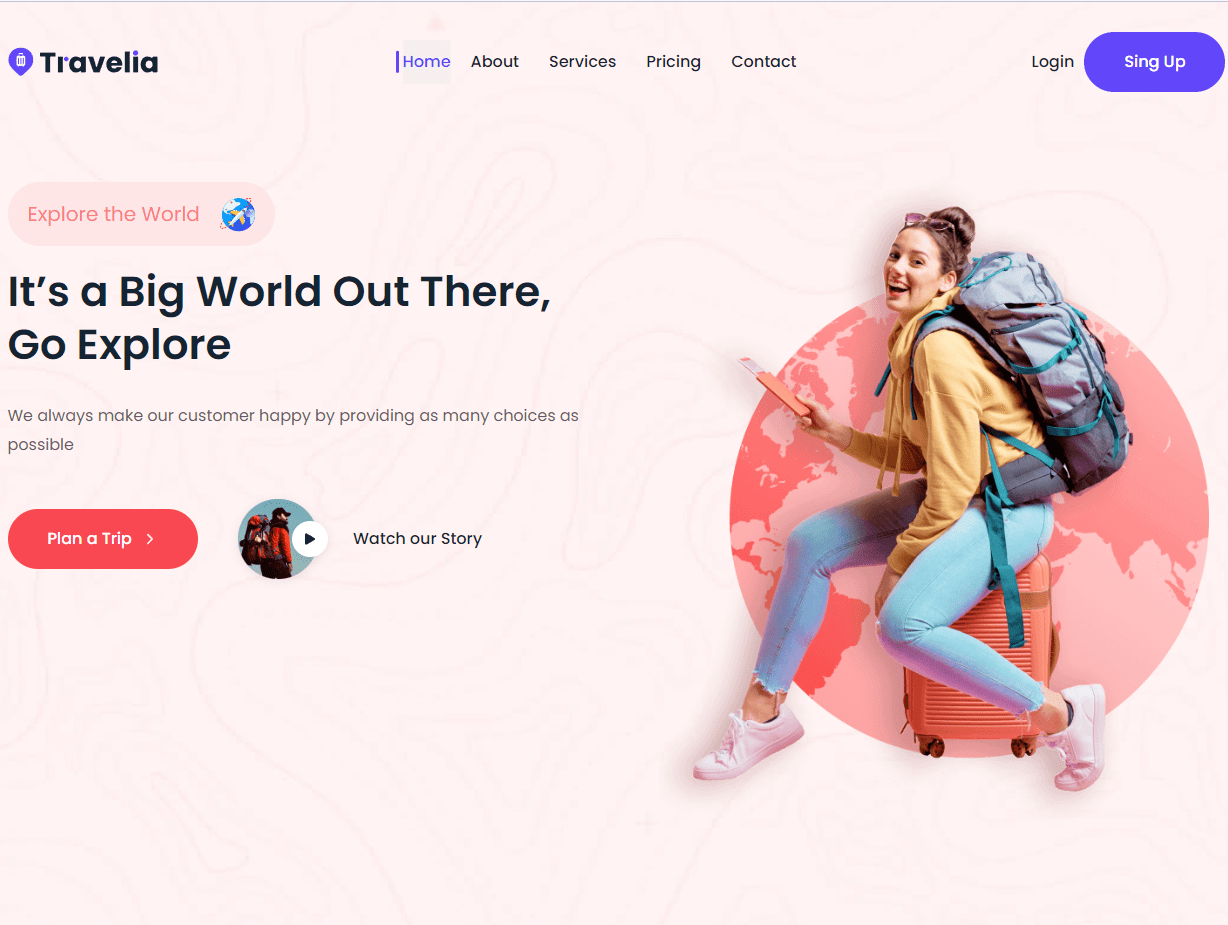 Travelia
Home About Services Pricing Contact
Login Sing Up
Explore the World
It’s a Big World Out There,
Go Explore
We always make our customer happy by providing as many choices as
possible
Plan a Trip
Watch our Story